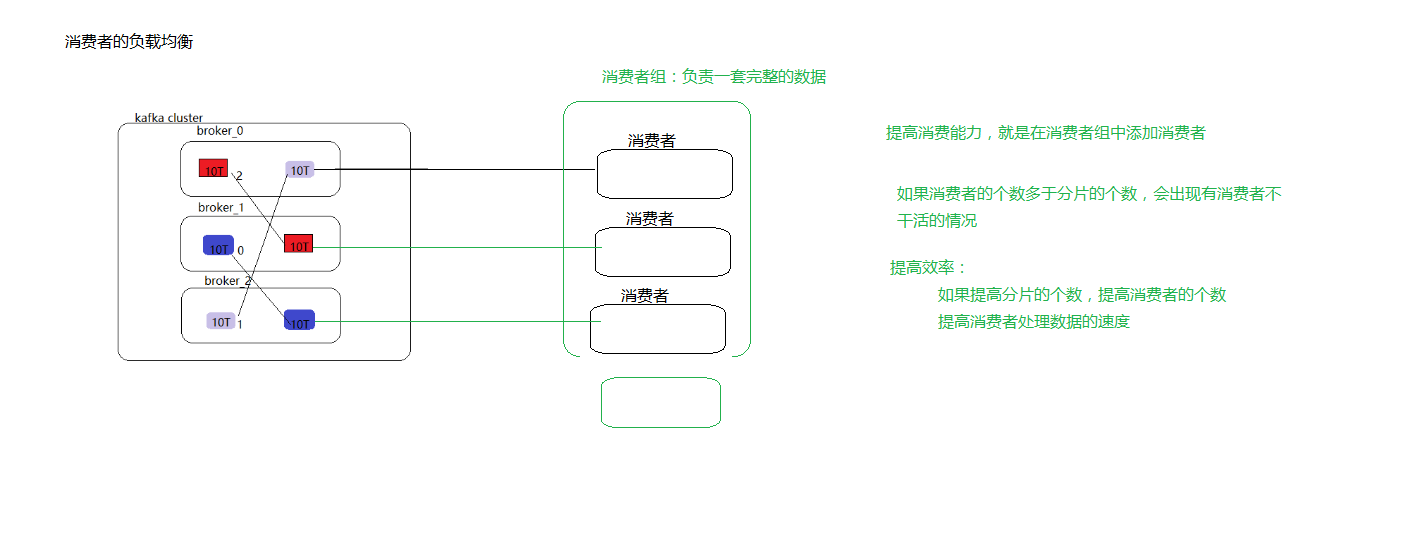 消费者的负载均衡
消费者组：负责一套完整的数据
kafka cluster
broker_0
10T
2
10T
broker_1
10T
0
10T
broker_2
10T
1
10T
消费者
消费者
消费者
提高消费能力，就是在消费者组中添加消费者
如果消费者的个数多于分片的个数，会出现有消费者不
干活的情况
提高效率：
如果提高分片的个数，提高消费者的个数
提高消费者处理数据的速度